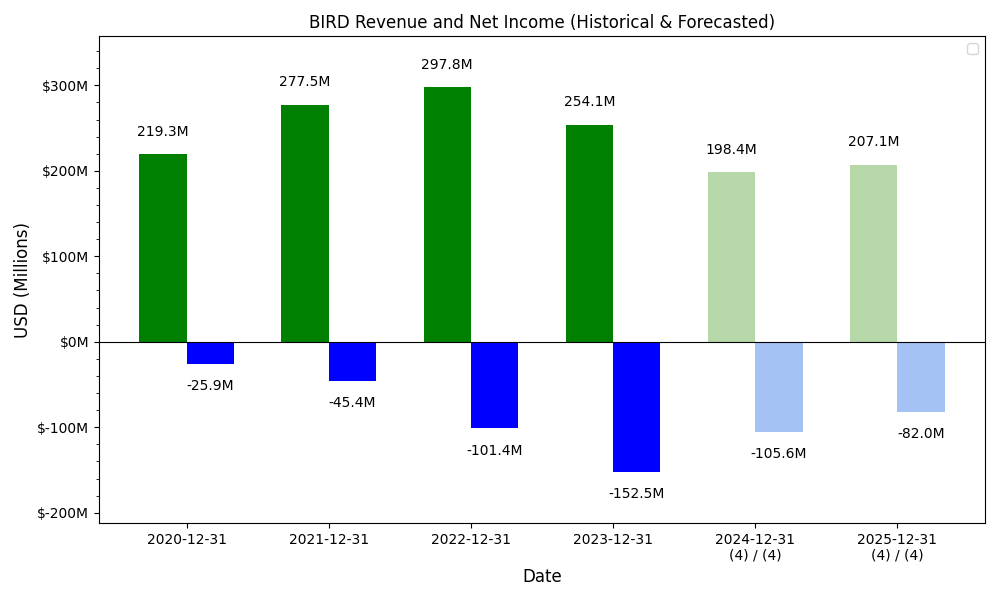 BIRD Revenue and Net Income (Historical & Forecasted)
USD (Millions)
$300M
$200M
$100M
$0M
$-100M
$-200M
219.3M
277.5M
297.8M
254.1M
198.4M
207.1M
-25.9M
-45.4M
-101.4M
-152.5M
-105.6M
-82.0M
2020-12-31
2021-12-31
2022-12-31
2023-12-31
2024-12-31
(4) / (4)
2025-12-31
(4) / (4)
Date